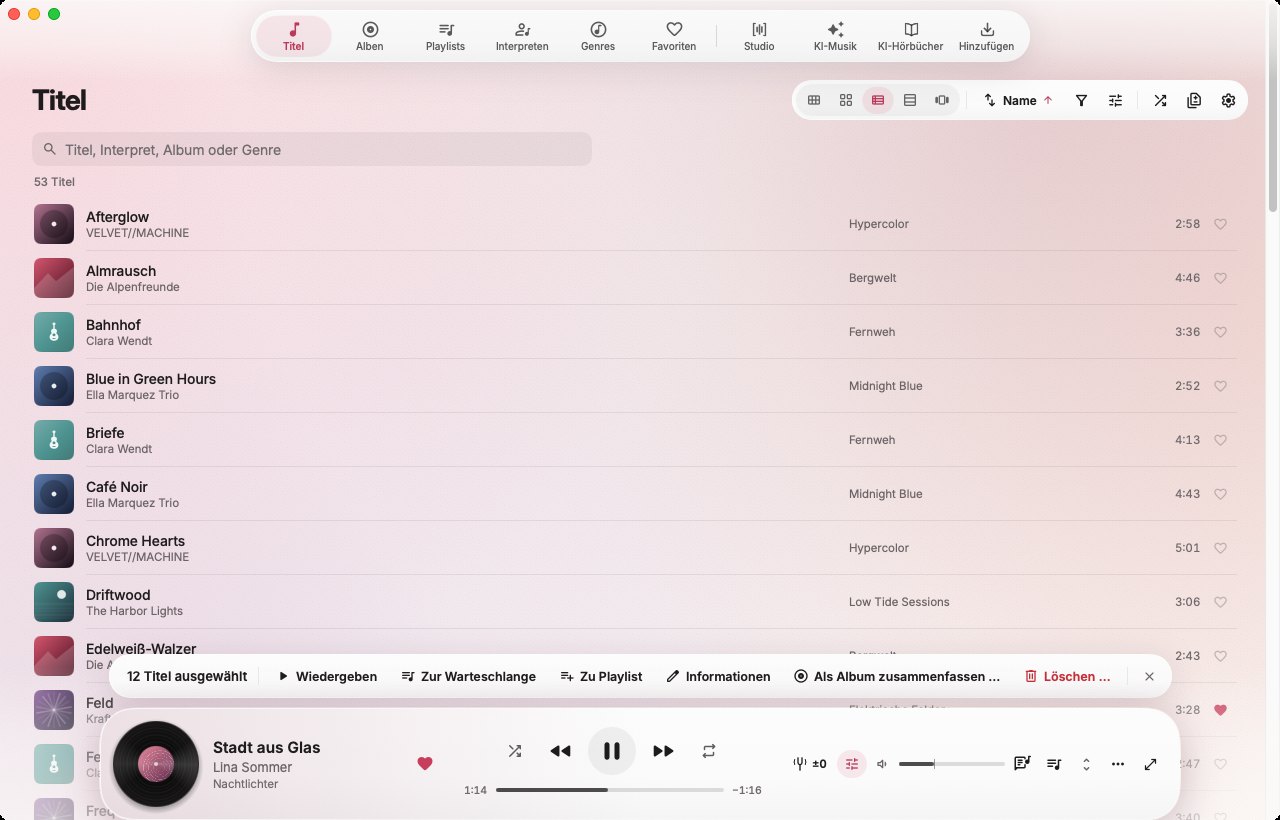 Titel
Alben
Playlists
Interpreten
Genres
Favoriten
Studio
KI-Musik
KI-Hörbücher
Hinzufügen
Titel
Name
Titel, Interpret, Album oder Genre
53 Titel
Afterglow
VELVET//MACHINE
Hypercolor
2:58
Almrausch
Die Alpenfreunde
Bergwelt
4:46
Bahnhof
Clara Wendt
Fernweh
3:36
Blue in Green Hours
Ella Marquez Trio
Midnight Blue
2:52
Briefe
Clara Wendt
Fernweh
4:13
Café Noir
Ella Marquez Trio
Midnight Blue
4:43
Chrome Hearts
VELVET//MACHINE
Hypercolor
5:01
Driftwood
The Harbor Lights
Low Tide Sessions
3:06
Edelweiß-Walzer
Die
2:43
12 Titel ausgewählt
Wiedergeben
Zur Warteschlange
Zu Playlist
Informationen
Als Album zusammenfassen ...
Löschen ...
Feld
3:28
Stadt aus Glas
Lina Sommer
Nachtlichter
1:14
−1:16
±0
:47
3:40